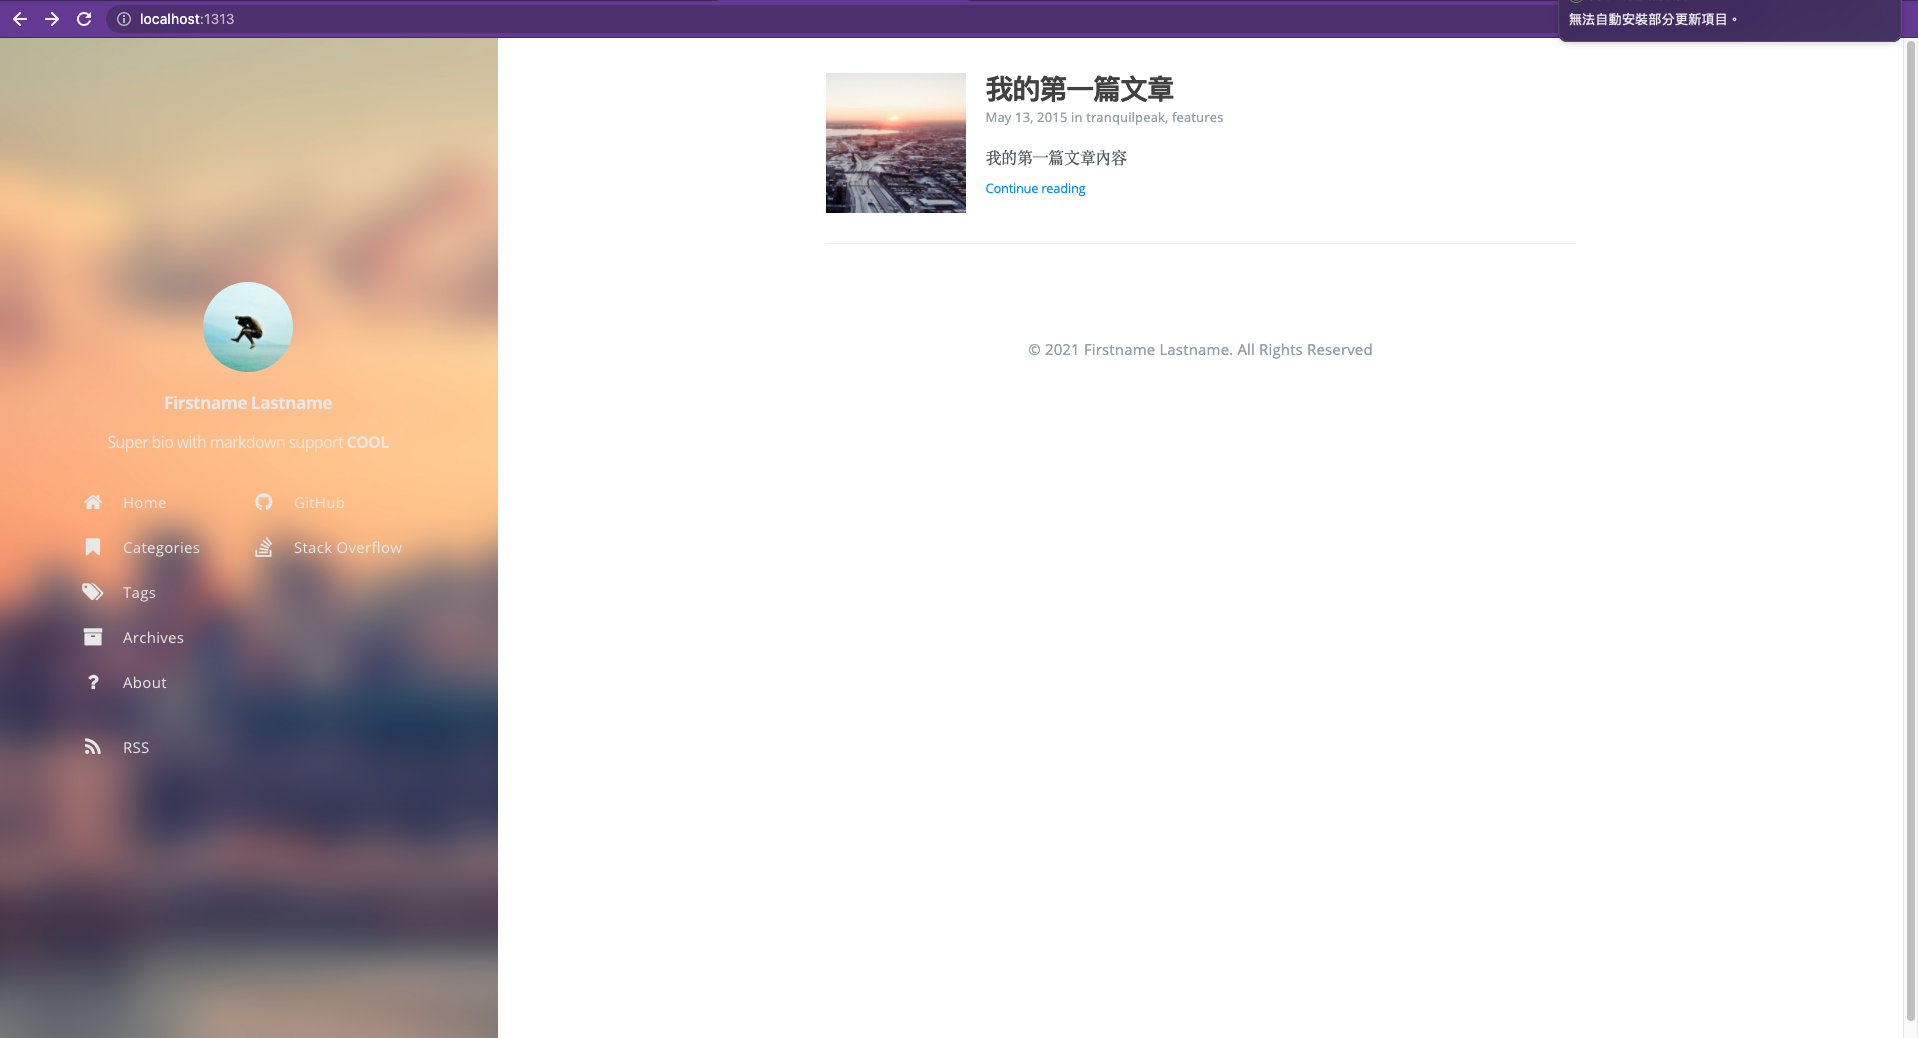 localhost:1313
無法自動安裝部分更新項目。
我的第一篇文章
May 13, 2015 in tranquilpeak, features
我的第一篇文章內容
Continue reading
© 2021 Firstname Lastname. All Rights Reserved
Firstname Lastname
Super bio with markdown support COOL
Home
GitHub
Categories
Stack Overflow
Tags
Archives
About
RSS